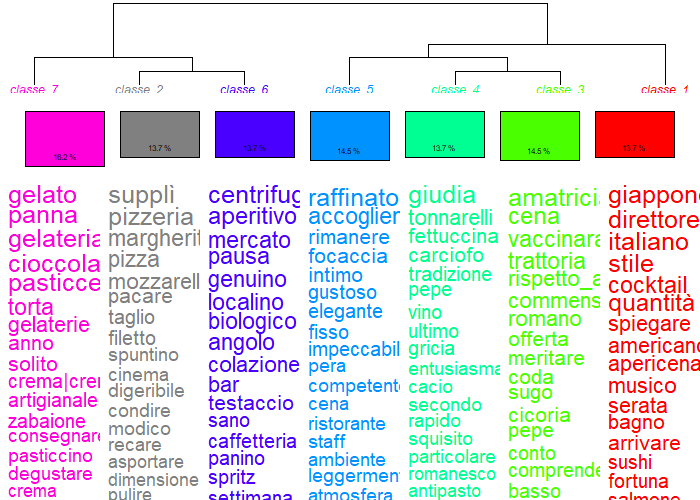 classe 7
classe 2
classe 6
classe 5
classe 4
classe 3
classe 1
16.2 %
13.7 %
13.7 %
14.5 %
13.7 %
14.5 %
13.7 %
gelato
panna
gelateria
cioccola
pasticce
torta
gelaterie
anno
solito
crema|crer
artigianale
zabaione
consegnare
pasticcino
degustare
crema
supplì
pizzeria
margherit
pizza
mozzarell
pacare
taglio
filetto
spuntino
cinema
digeribile
condire
modico
recare
asportare
dimensione
pulire
centrifug
aperitivo
mercato
pausa
genuino
localino
biologico
angolo
colazione
bar
testaccio
sano
caffetteria
panino
spritz
settimana
raffinato
accoglier
rimanere
focaccia
intimo
gustoso
elegante
fisso
impeccabil
pera
competente
cena
ristorante
staff
ambiente
leggermen
atmosfera
giudia
tonnarelli
fettuccina
carciofo
tradizione
pepe
vino
ultimo
gricia
entusiasma
cacio
secondo
rapido
squisito
particolare
romanesco
antipasto
amatricia
cena
vaccinara
trattoria
rispetto_a
commens
romano
offerta
meritare
coda
sugo
cicoria
pepe
conto
comprende
basso
giappone
direttore
italiano
stile
cocktail
quantità
spiegare
american
apericena
musico
serata
bagno
arrivare
sushi
fortuna
salmone